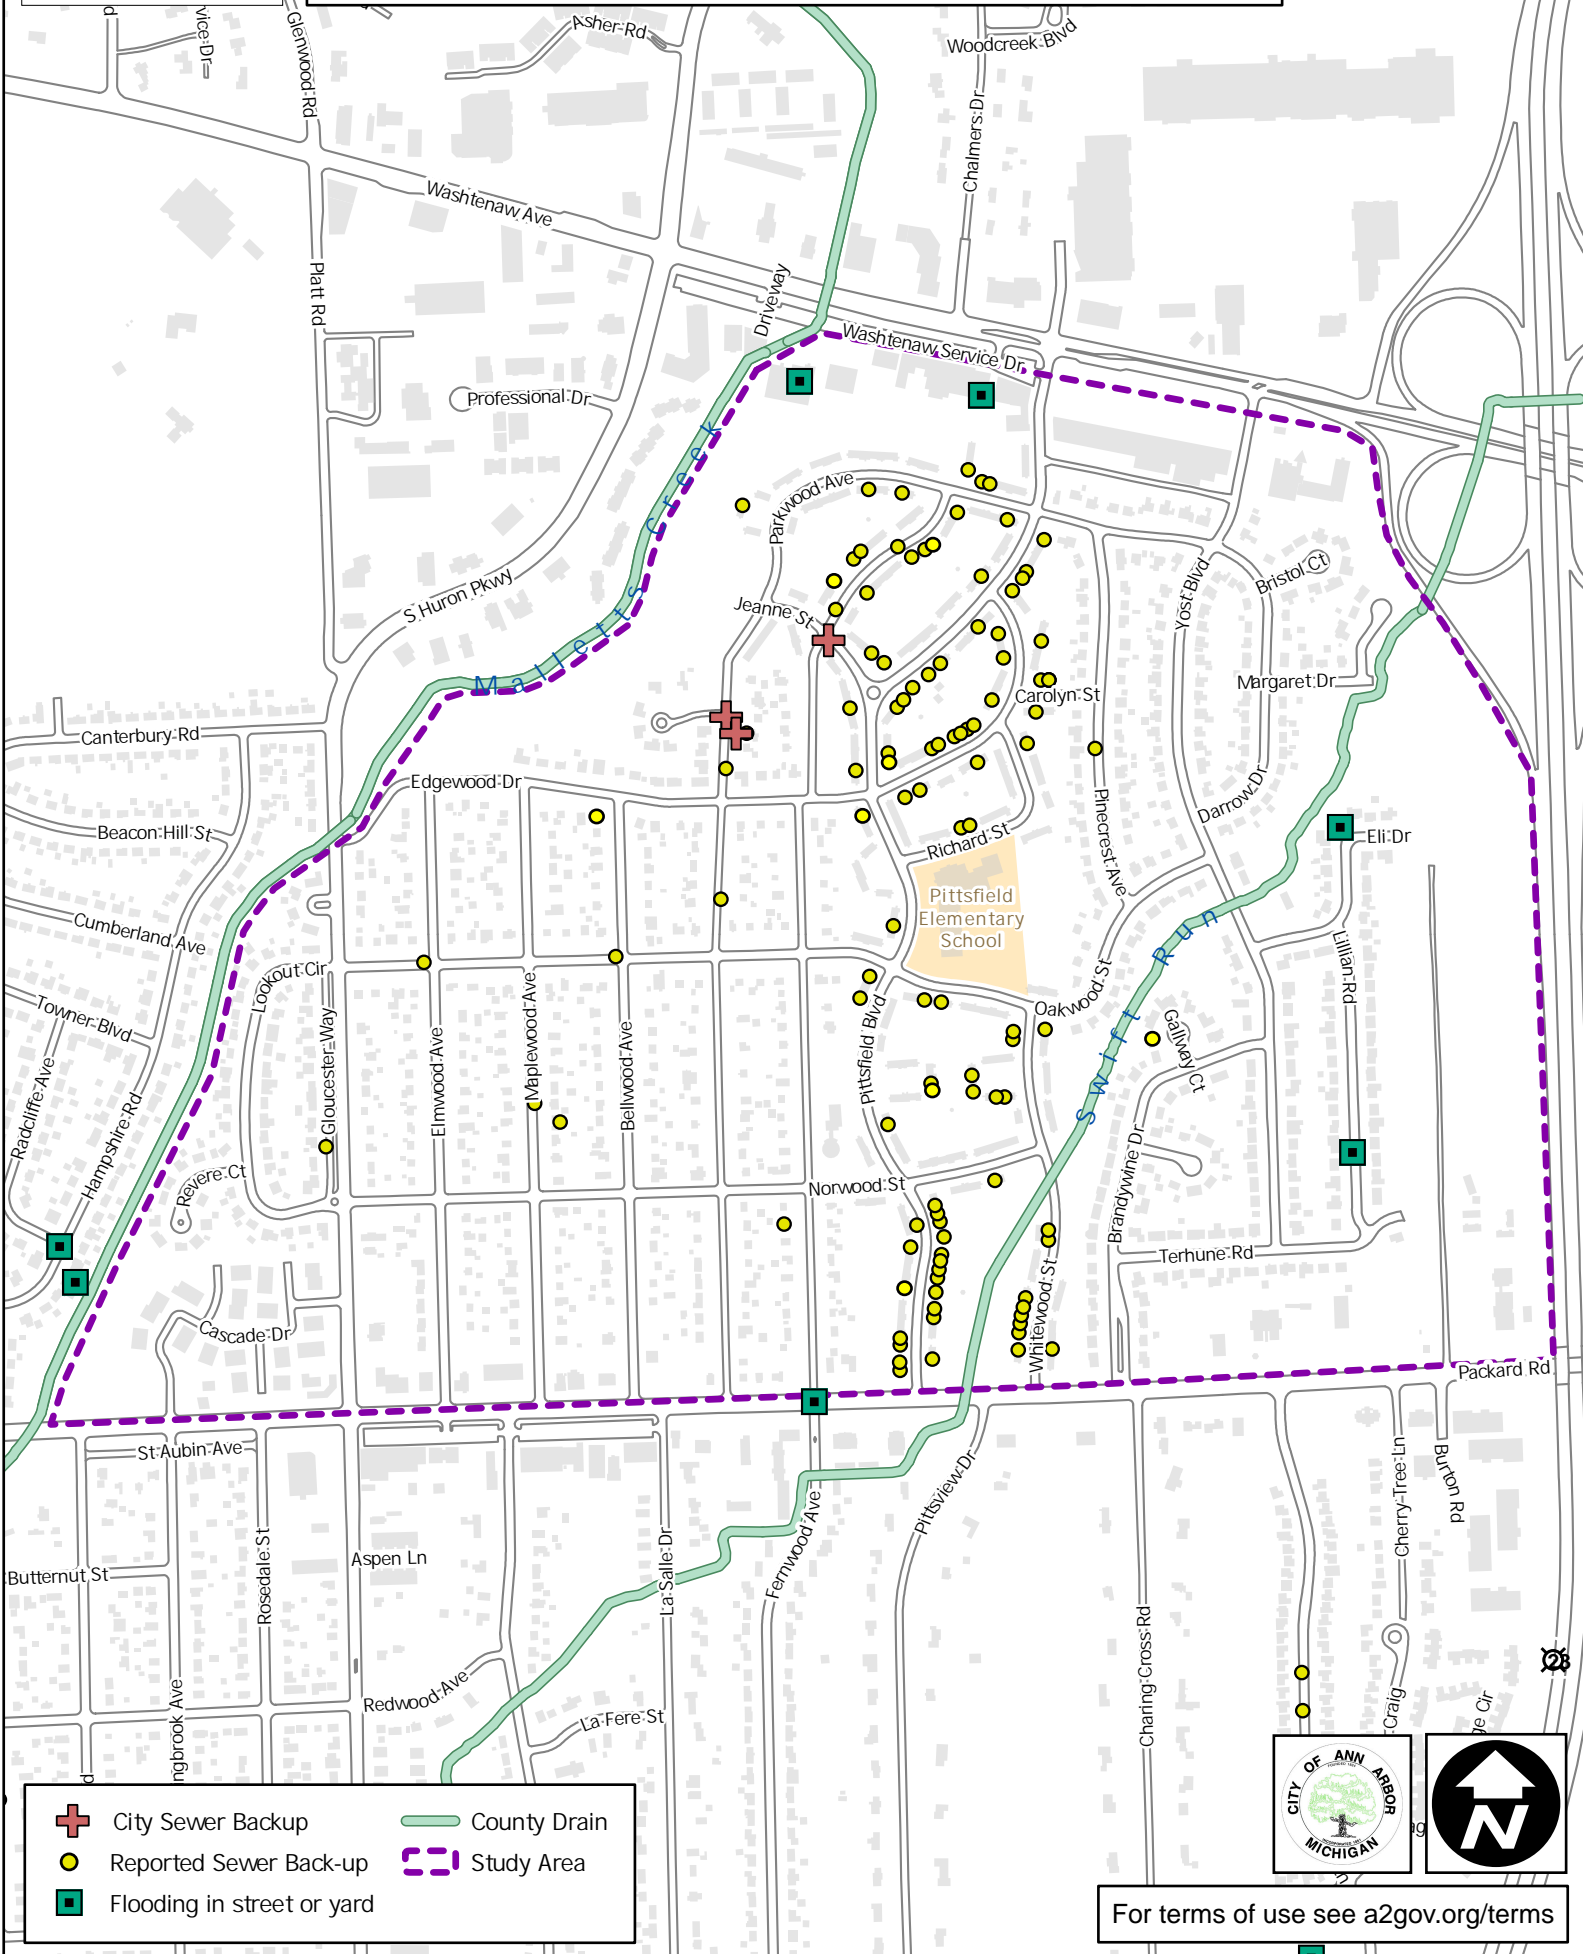 Glenwood Rd
Asher Rd
Woodcreek Blvd
Chalmers Dr
Washtenaw Ave
Platt Rd
Driveway
Washtenaw Service Dr
Professional Dr
Parkwood Ave
Malletts Creek
S Huron Pkwy
Jeanne St
Bristol Ct
Yost Blvd
Margaret Dr
Carolyn St
Canterbury Rd
Edgewood Dr
Beacon Hill St
Darrow Dr
Pinecrest Ave
Eli Dr
Richard St
Pittsfield
Elementary
School
Cumberland Ave
Swift Run
Lookout Cir
Lillian Rd
Oakwood St
Towner Blvd
Maplewood Ave
Pittsfield Blvd
Gallway Ct
Gloucester Way
Elmwood Ave
Bellwood Ave
Radcliffe Ave
Hampshire Rd
Revere Ct
Norwood St
Brandywine Dr
Terhune Rd
Whitewood St
Cascade Dr
Packard Rd
St Aubin Ave
Pittsview Dr
Cherry Tree Ln
Burton Rd
Fernwood Ave
La Salle Dr
Rosedale St
Aspen Ln
Butternut St
Charing Cross Rd
Redwood Ave
La Fere St
Craig
City Sewer Backup
County Drain
Reported Sewer Back-up
Study Area
Flooding in street or yard
CITY OF ANN ARBOR
MICHIGAN
N
For terms of use see a2gov.org/terms